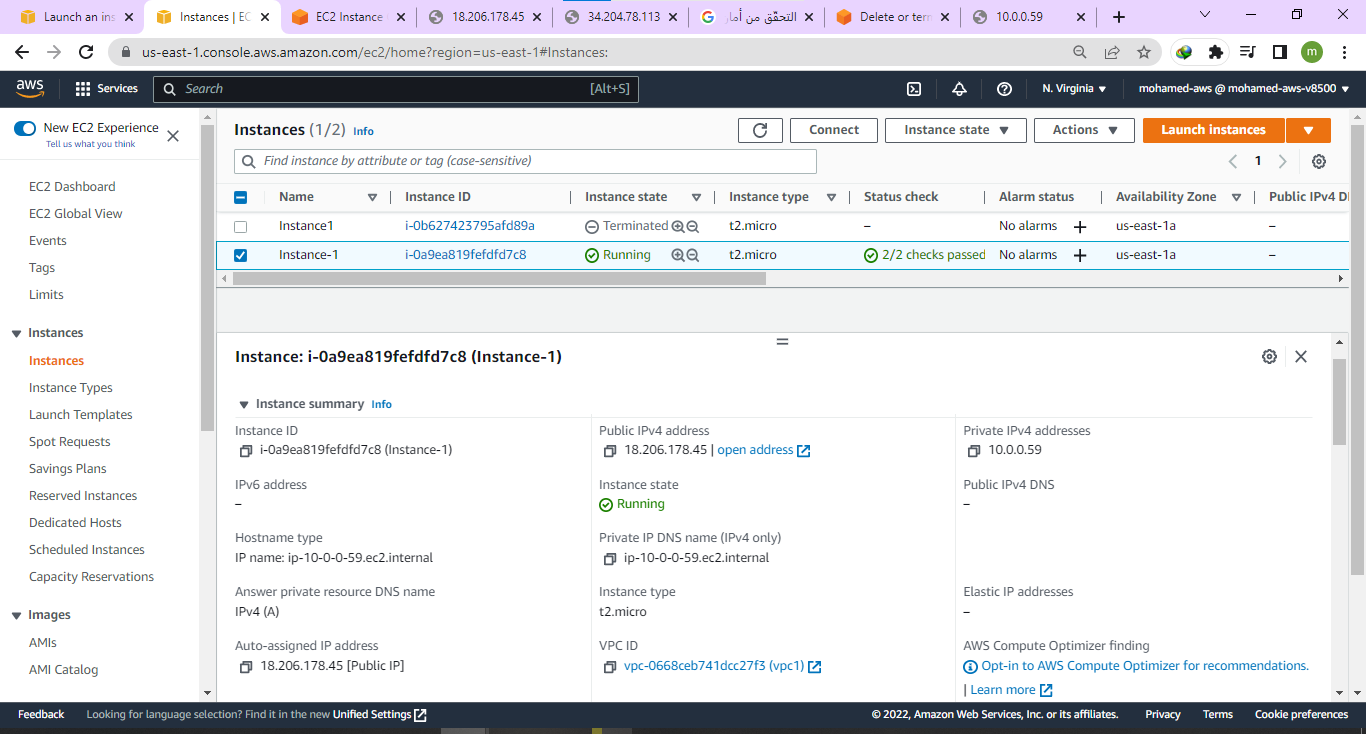 Launch an ins
Instances | EC
EC2 Instance
18.206.178.45
34.204.78.113
التحقّق من أمار
Delete or tern
10.0.0.59
us-east-1.console.aws.amazon.com/ec2/home?region=us-east-1#Instances:
m
aws
Services
Search
[Alt+S]
N. Virginia
mohamed-aws @ mohamed-aws-v8500
New EC2 Experience
Tell us what you think
EC2 Dashboard
EC2 Global View
Events
Tags
Limits
Instances
Instances
Instance Types
Launch Templates
Spot Requests
Savings Plans
Reserved Instances
Dedicated Hosts
Scheduled Instances
Capacity Reservations
Images
AMIs
AMI Catalog
Instances (1/2) Info
Connect
Instance state
Actions
Launch instances
Find instance by attribute or tag (case-sensitive)
1
Name Instance ID Instance state Instance type Status check Alarm status Availability Zone Public IPv4 D
Instance1 i-0b627423795afd89a Terminated t2.micro – No alarms + us-east-1a –
Instance-1 i-0a9ea819fefdfd7c8 Running t2.micro 2/2 checks passed No alarms + us-east-1a –
Instance: i-0a9ea819fefdfd7c8 (Instance-1)
Instance summary Info
Instance ID
i-0a9ea819fefdfd7c8 (Instance-1)
Public IPv4 address
18.206.178.45 | open address
Private IPv4 addresses
10.0.0.59
IPv6 address
–
Instance state
Running
Public IPv4 DNS
–
Hostname type
IP name: ip-10-0-0-59.ec2.internal
Private IP DNS name (IPv4 only)
ip-10-0-0-59.ec2.internal
Answer private resource DNS name
IPv4 (A)
Instance type
t2.micro
Elastic IP addresses
–
Auto-assigned IP address
18.206.178.45 [Public IP]
VPC ID
vpc-0668ceb741dcc27f3 (vpc1)
AWS Compute Optimizer finding
Opt-in to AWS Compute Optimizer for recommendations.
| Learn more
Feedback
Looking for language selection? Find it in the new Unified Settings
© 2022, Amazon Web Services, Inc. or its affiliates.
Privacy
Terms
Cookie preferences